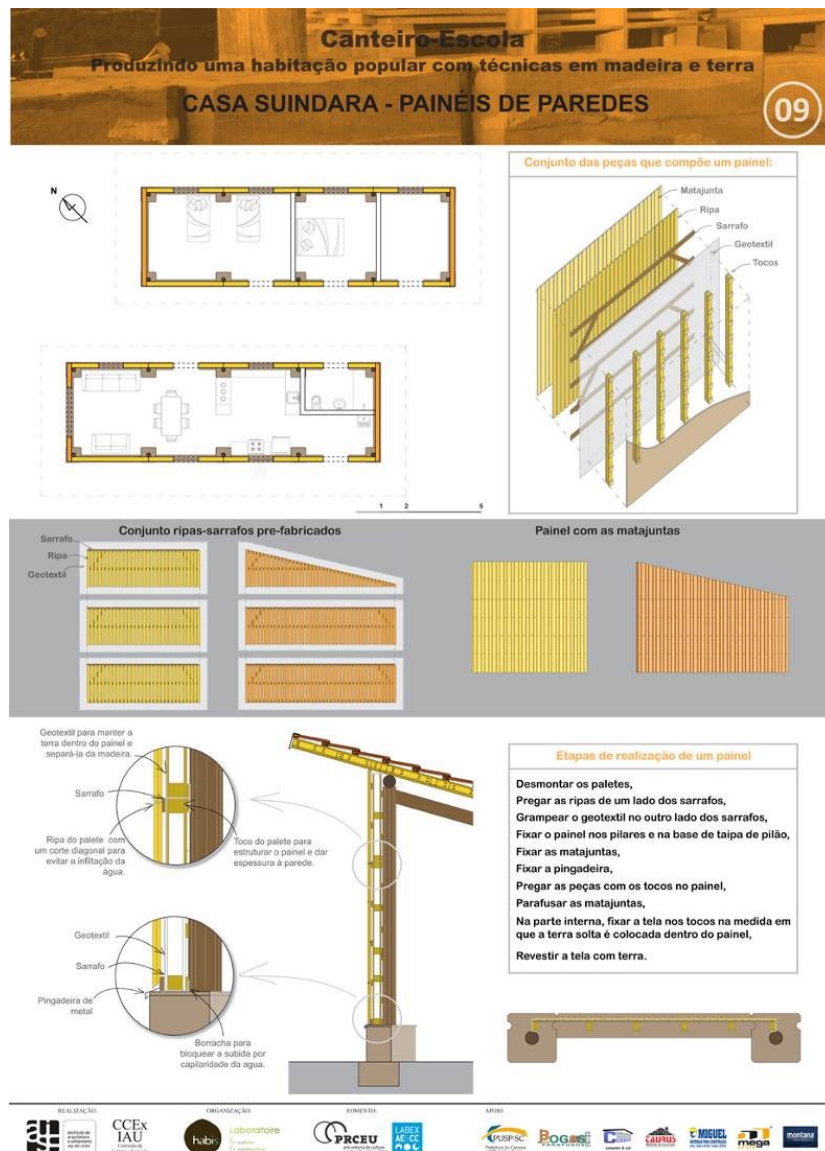 Canteiro-Escola
Produzindo uma habitação popular com técnicas em madeira e terra
CASA SUINDARA - PAINÉIS DE PAREDES
09
N
1 2 5
Conjunto das peças que compõe um painel:
Matajunta
Ripa
Sarrafo
Geotextil
Tocos
Conjunto ripas-sarrafos pre-fabricados
Sarrafo
Ripa
Geotextil
Painel com as matajuntas
Geotextil para manter a
terra dentro do painel e
separá-la da madeira.
Sarrafo
Ripa do palete com
um corte diagonal para
evitar a infiltação da
água.
Toco do palete para
estruturar o painel e dar
espessura à parede.
Geotextil
Sarrafo
Pingadeira de
metal
Borracha para
bloquear a subida por
capilaridade da agua.
Etapas de realização de um painel
Desmontar os paletes,
Pregar as ripas de um lado dos sarrafos,
Grampear o geotextil no outro lado dos sarrafos,
Fixar o painel nos pilares e na base de taipa de pilão,
Fixar as matajuntas,
Fixar a pingadeira,
Pregar as peças com os tocos no painel,
Parafusar as matajuntas,
Na parte interna, fixar a tela nos tocos na medida em
que a terra solta é colocada dentro do painel,
Revestir a tela com terra.
REALIZAÇÃO:
ORGANIZAÇÃO:
FOMENTO:
APOIO:
CCEx
IAU
habis
Laboratoire
PRCEU
LABEX
AE&CC
PUSP-SC
TAURUS
C.MIGUEL
mega
montana